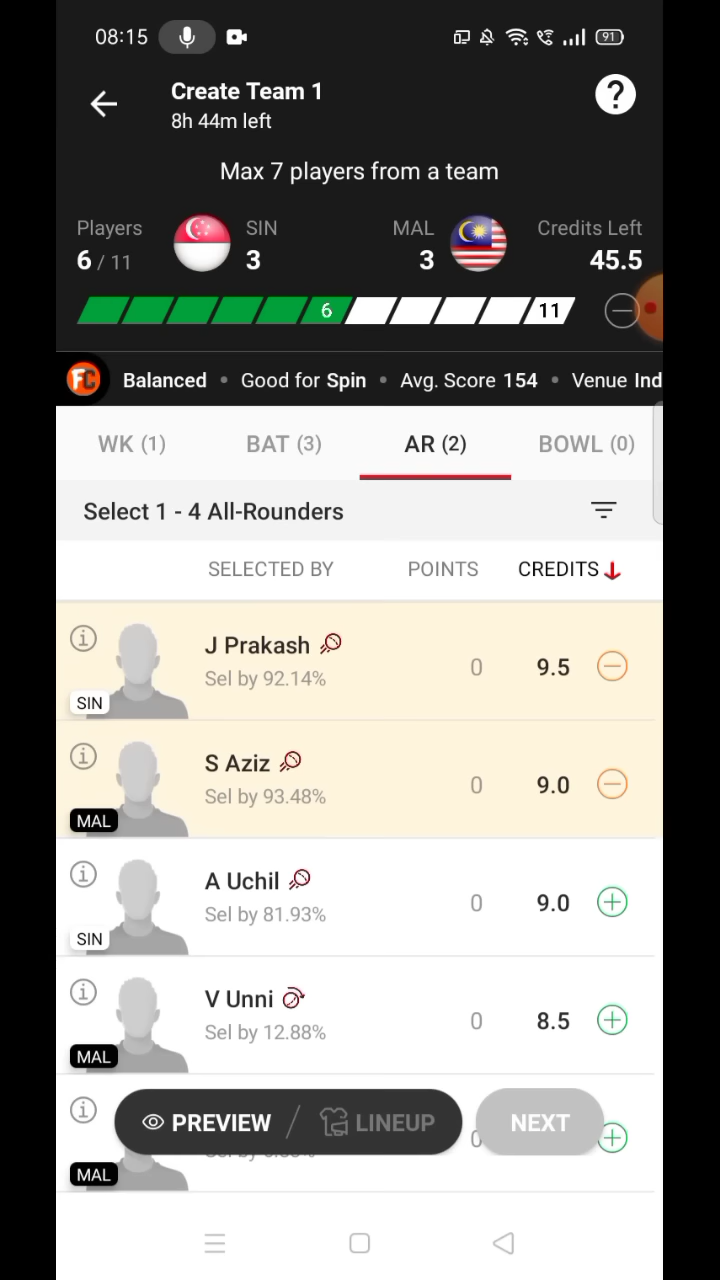 08:15
91
Create Team 1
8h 44m left
?
Max 7 players from a team
Players SIN MAL Credits Left
6 / 11 3 3 45.5
6 11
FC Balanced • Good for Spin • Avg. Score 154 • Venue Ind
WK (1) BAT (3) AR (2) BOWL (0)
Select 1 - 4 All-Rounders
SELECTED BY POINTS CREDITS
J Prakash
Sel by 92.14%
0 9.5
SIN
S Aziz
Sel by 93.48%
0 9.0
MAL
A Uchil
Sel by 81.93%
0 9.0
SIN
V Unni
Sel by 12.88%
0 8.5
MAL
PREVIEW / LINEUP NEXT
0
MAL